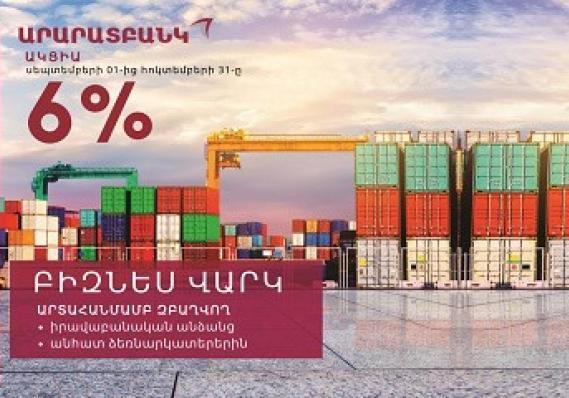 ԱՐԱՐԱՏԲԱՆԿ
ԱԿՑԻԱ
սեպտեմբերի 01-ից հոկտեմբերի 31-ը
6%
ԲԻԶՆԵՍ ՎԱՐԿ
ԱՐՏԱՀԱՆՄԱՄԲ ԶԲԱՂՎՈՂ
• իրավաբանական անձանց
• անհատ ձեռնարկատերերին